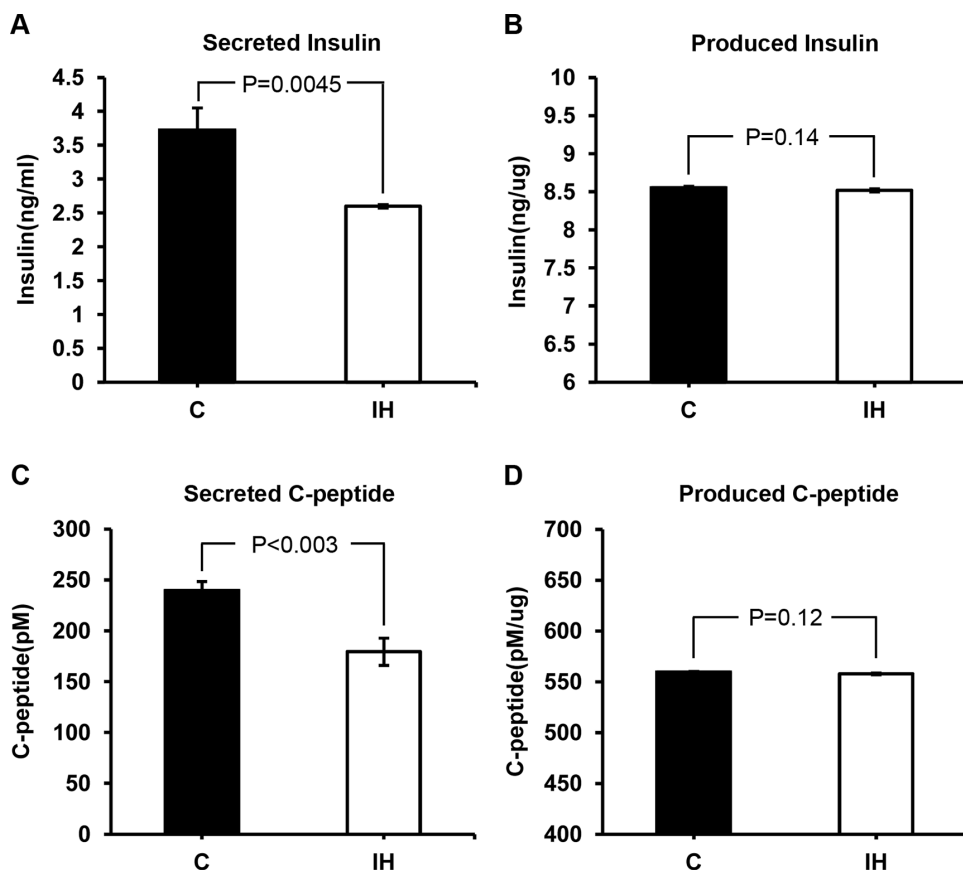 A
Secreted Insulin
Insulin(ng/ml)
4.5
4
3.5
3
2.5
2
1.5
1
0.5
0
P=0.0045
C
IH
B
Produced Insulin
Insulin(ng/ug)
10
9.5
9
8.5
8
7.5
7
6.5
6
P=0.14
C
IH
C
Secreted C-peptide
C-peptide(pM)
300
250
200
150
100
50
0
P<0.003
C
IH
D
Produced C-peptide
C-peptide(pM/ug)
700
650
600
550
500
450
400
P=0.12
C
IH